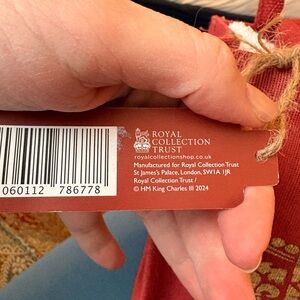 ROYAL
COLLECTION
TRUST
royalcollectionshop.co.uk
Manufactured for Royal Collection Trust
St James's Palace, London, SW1A 1JR
Royal Collection Trust /
© HM King Charles III 2024
060112 786778